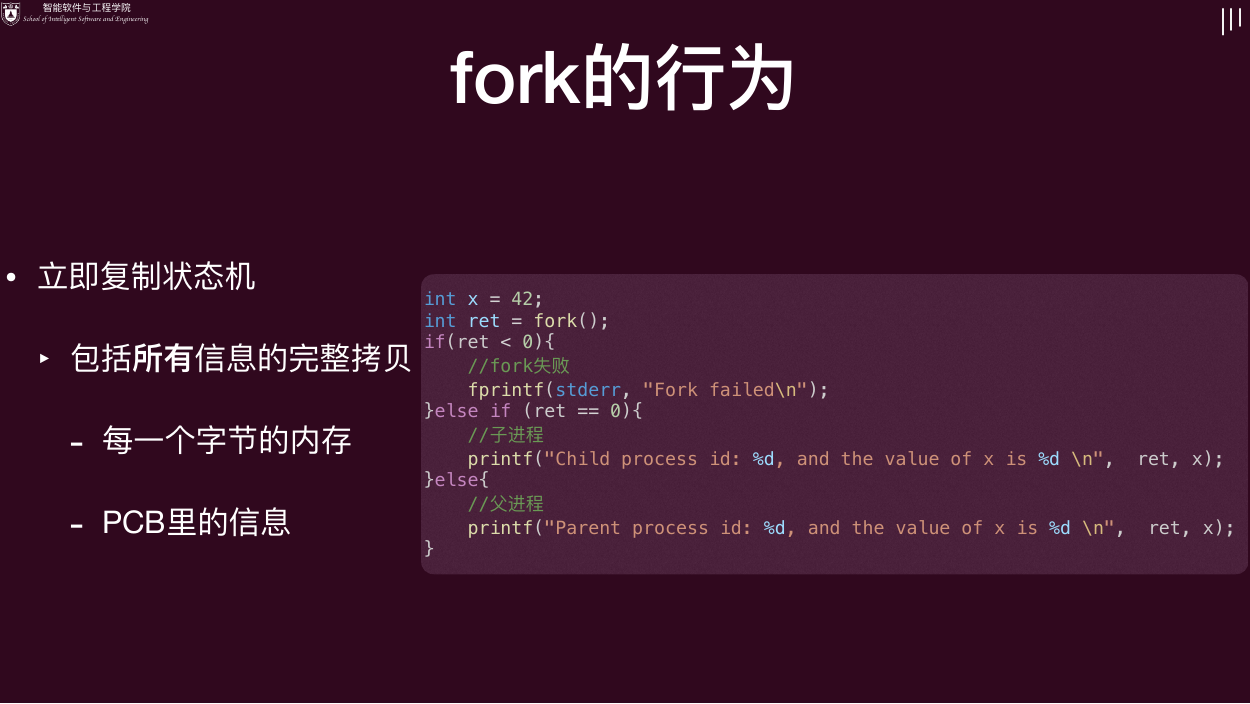 智能软件与工程学院
School of Intelligent Software and Engineering
fork的行为
• 立即复制状态机
‣ 包括所有信息的完整拷贝
- 每一个字节的内存
- PCB里的信息
int x = 42;
int ret = fork();
if(ret < 0){
    //fork失败
    fprintf(stderr, "Fork failed\n");
}else if (ret == 0){
    //子进程
    printf("Child process id: %d, and the value of x is %d \n",  ret, x);
}else{
    //父进程
    printf("Parent process id: %d, and the value of x is %d \n",  ret, x);
}